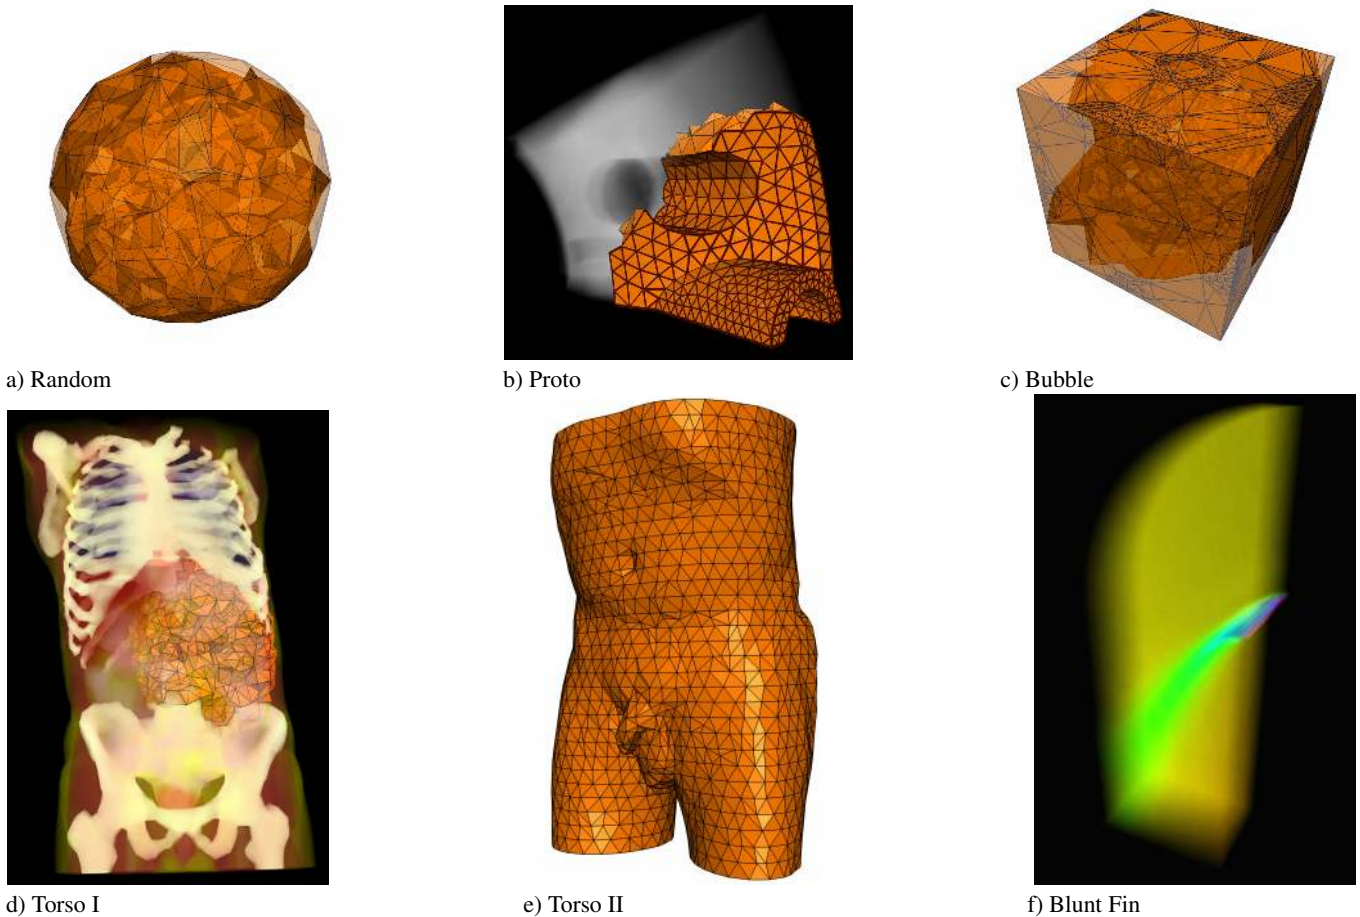 a) Random
b) Proto
c) Bubble
d) Torso I
e) Torso II
f) Blunt Fin